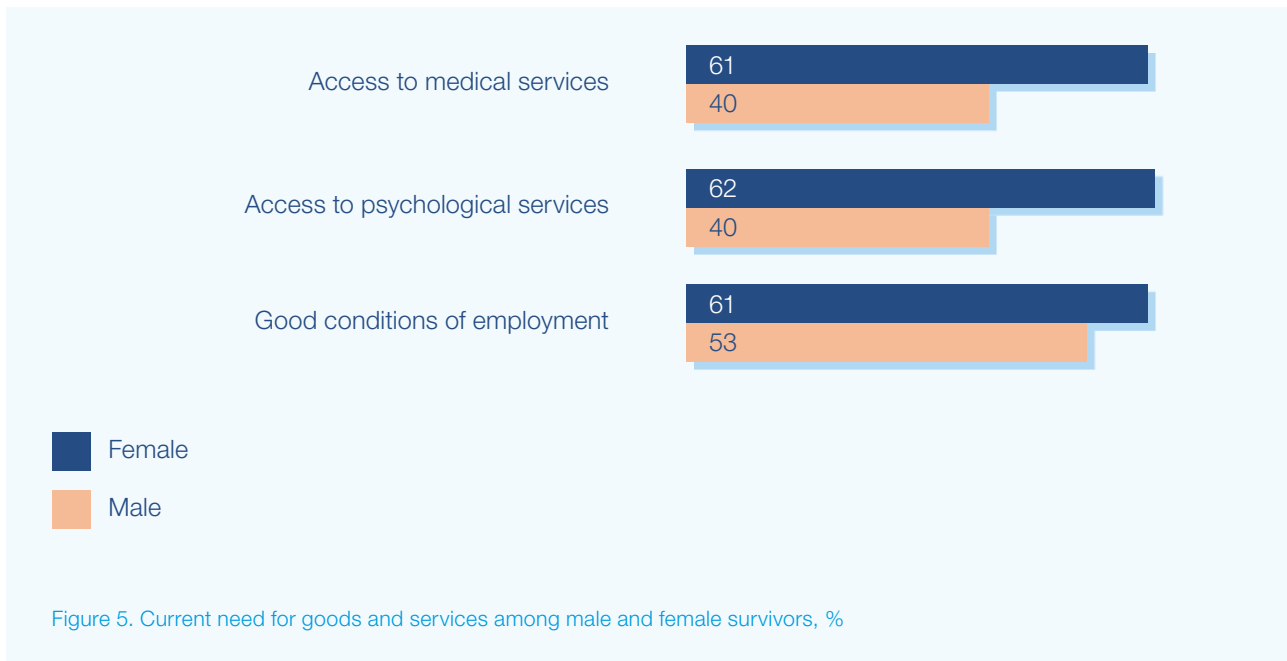 Access to medical services
61
40
Access to psychological services
62
40
Good conditions of employment
61
53
Female
Male
Figure 5. Current need for goods and services among male and female survivors, %